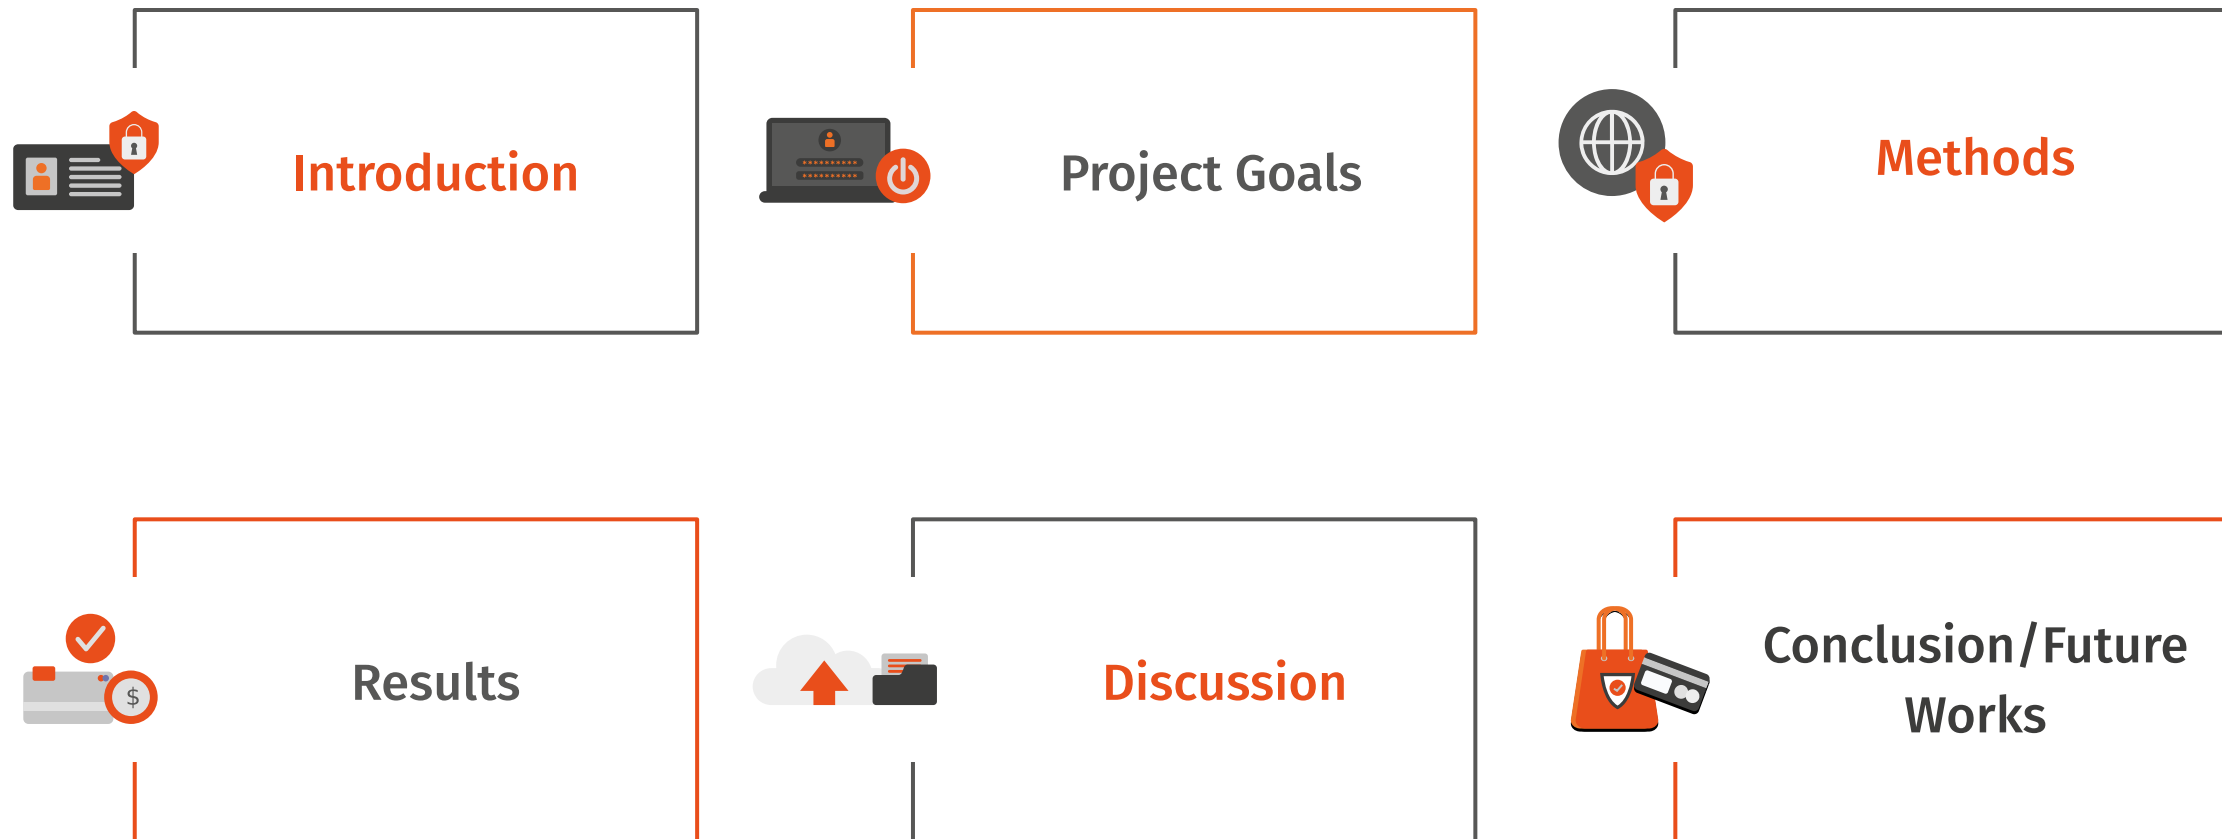 Introduction
Project Goals
Methods
Results
$
Discussion
Conclusion/Future
Works